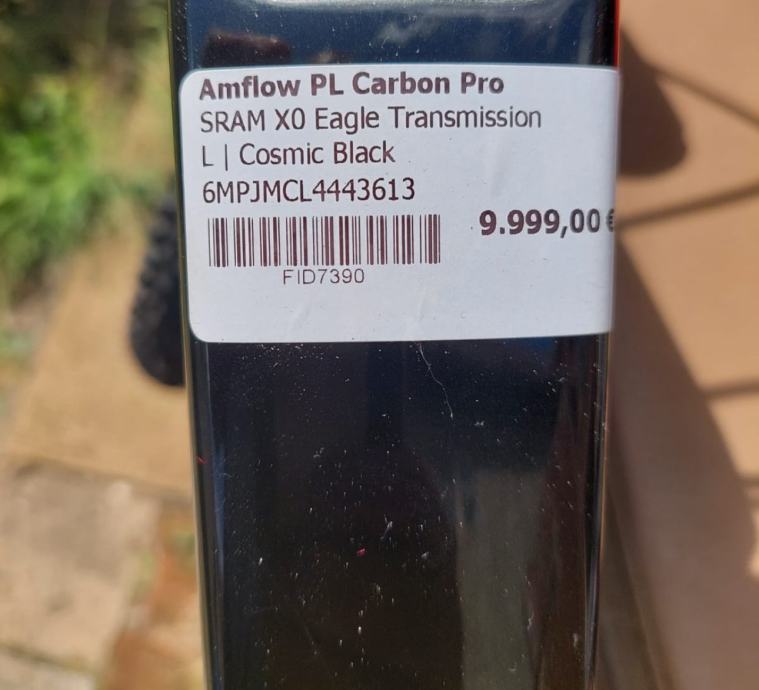 Amflow PL Carbon Pro
SRAM X0 Eagle Transmission
L | Cosmic Black
6MPJMCL4443613
9.999,00 €
FID7390